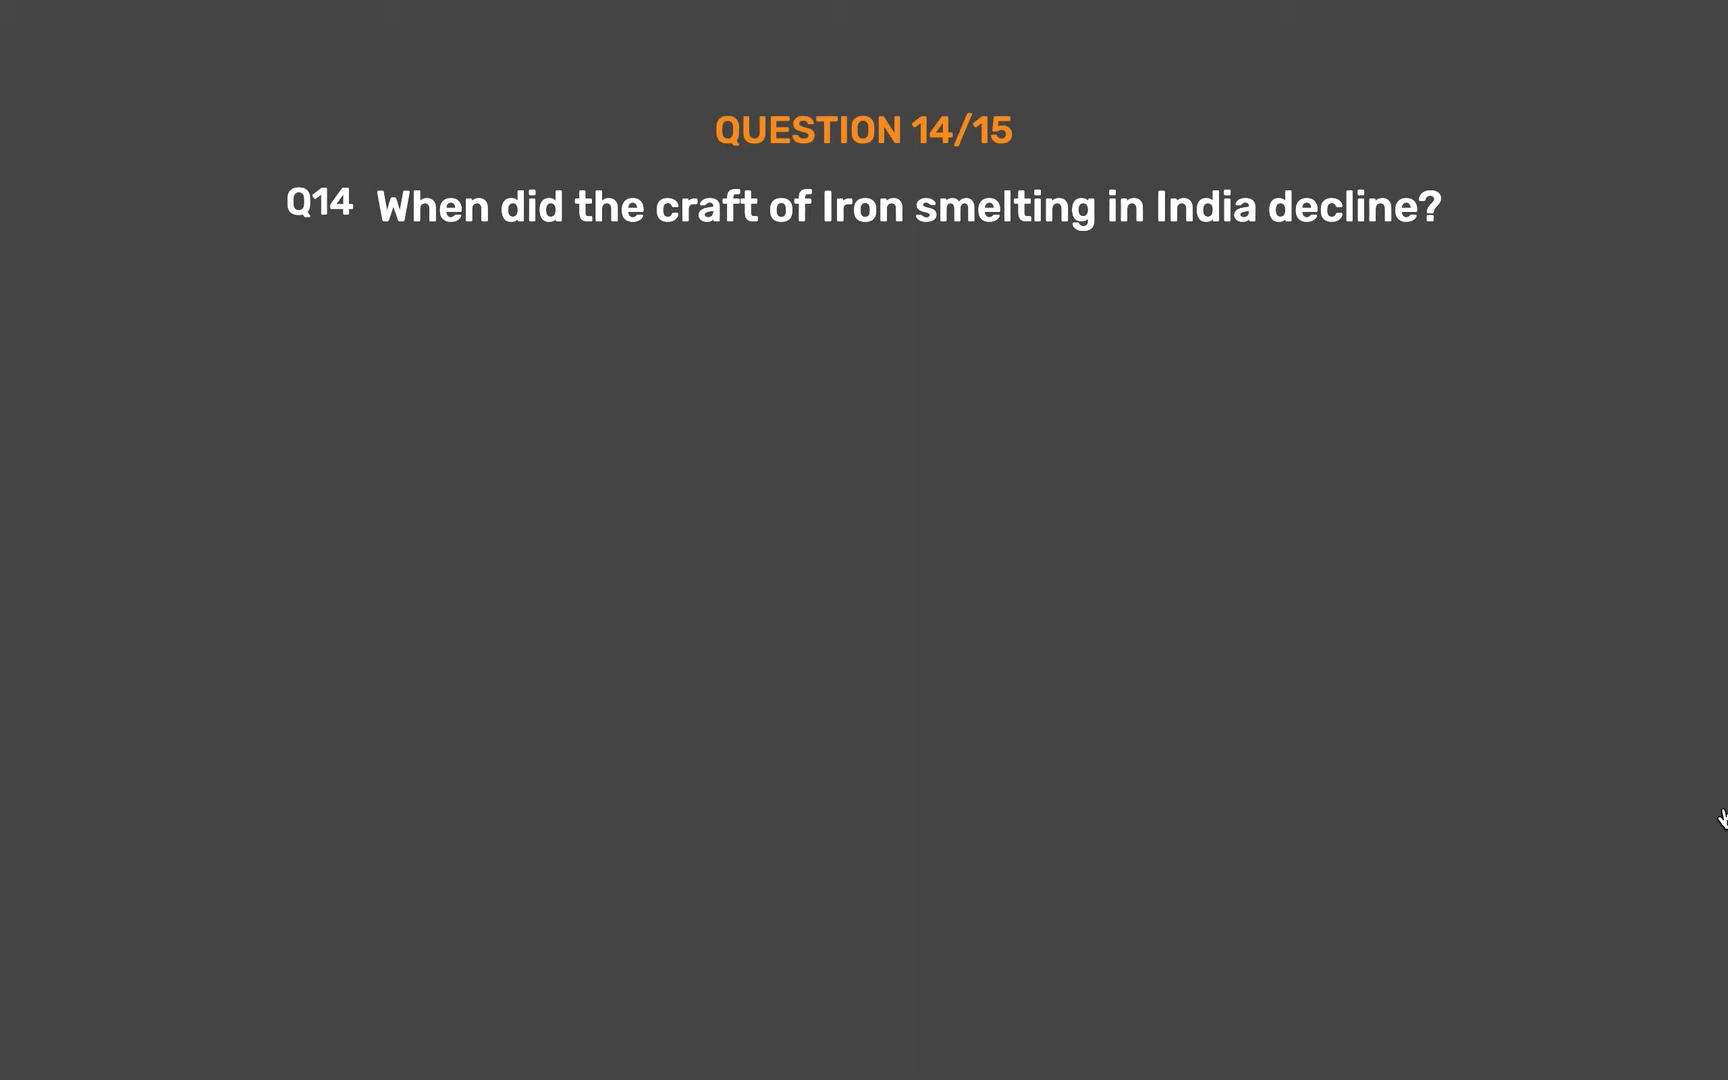 QUESTION 14/15
Q14 When did the craft of Iron smelting in India decline?